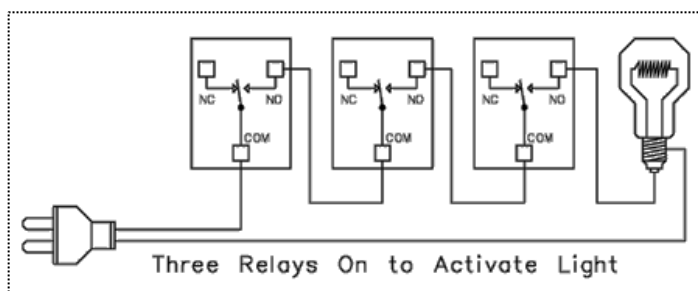 NC NO NC NO NC NO
COM COM COM
Three Relays On to Activate Light